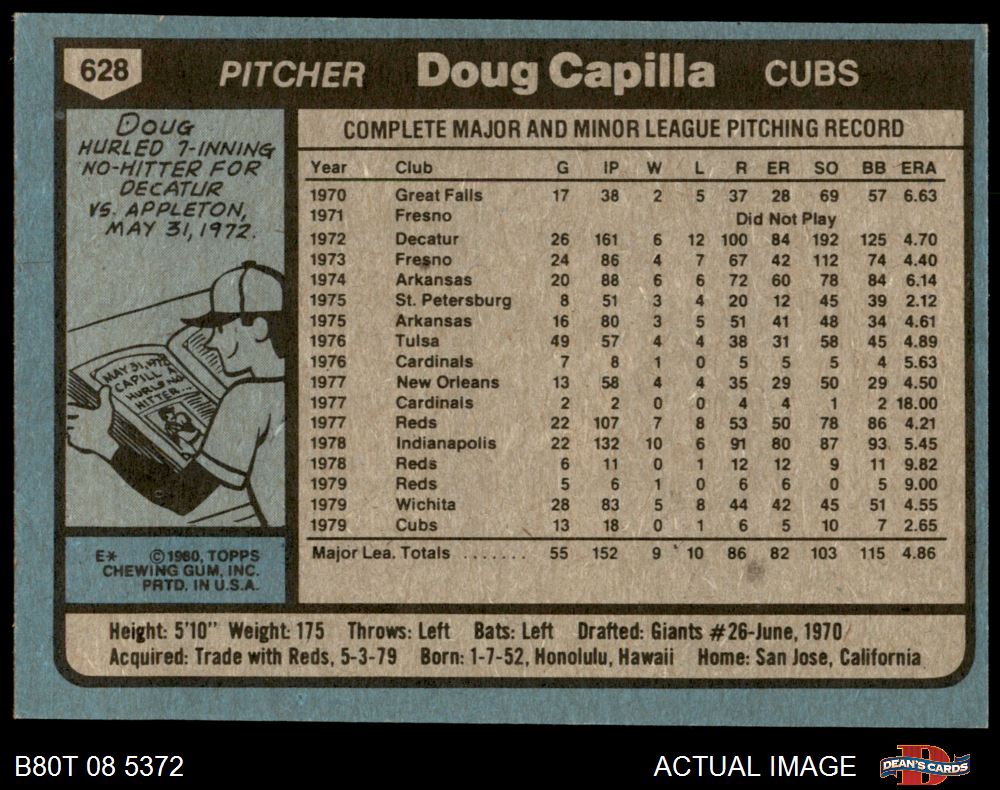 628 PITCHER Doug Capilla CUBS
DOUG
HURLED 7-INNING
NO-HITTER FOR
DECATUR
VS. APPLETON,
MAY 31, 1972.
MAY 31, 1972
CAPILLA
HURLS NO-
HITTER...
E* © 1980, TOPPS
CHEWING GUM, INC.
PRTD. IN U.S.A.
COMPLETE MAJOR AND MINOR LEAGUE PITCHING RECORD
Year Club G IP W L R ER SO BB ERA
1970 Great Falls 17 38 2 5 37 28 69 57 6.63
1971 Fresno Did Not Play
1972 Decatur 26 161 6 12 100 84 192 125 4.70
1973 Fresno 24 86 4 7 67 42 112 74 4.40
1974 Arkansas 20 88 6 6 72 60 78 84 6.14
1975 St. Petersburg 8 51 3 4 20 12 45 39 2.12
1975 Arkansas 16 80 3 5 51 41 48 34 4.61
1976 Tulsa 49 57 4 4 38 31 58 45 4.89
1976 Cardinals 7 8 1 0 5 5 5 4 5.63
1977 New Orleans 13 58 4 4 35 29 50 29 4.50
1977 Cardinals 2 2 0 0 4 4 1 2 18.00
1977 Reds 22 107 7 8 53 50 78 86 4.21
1978 Indianapolis 22 132 10 6 91 80 87 93 5.45
1978 Reds 6 11 0 1 12 12 9 11 9.82
1979 Reds 5 6 1 0 6 6 0 5 9.00
1979 Wichita 28 83 5 8 44 42 45 51 4.55
1979 Cubs 13 18 0 1 6 5 10 7 2.65
Major Lea. Totals ....... 55 152 9 10 86 82 103 115 4.86
Height: 5'10" Weight: 175 Throws: Left Bats: Left Drafted: Giants #26-June, 1970
Acquired: Trade with Reds, 5-3-79 Born: 1-7-52, Honolulu, Hawaii Home: San Jose, California
B80T 08 5372 ACTUAL IMAGE DEAN'S CARDS